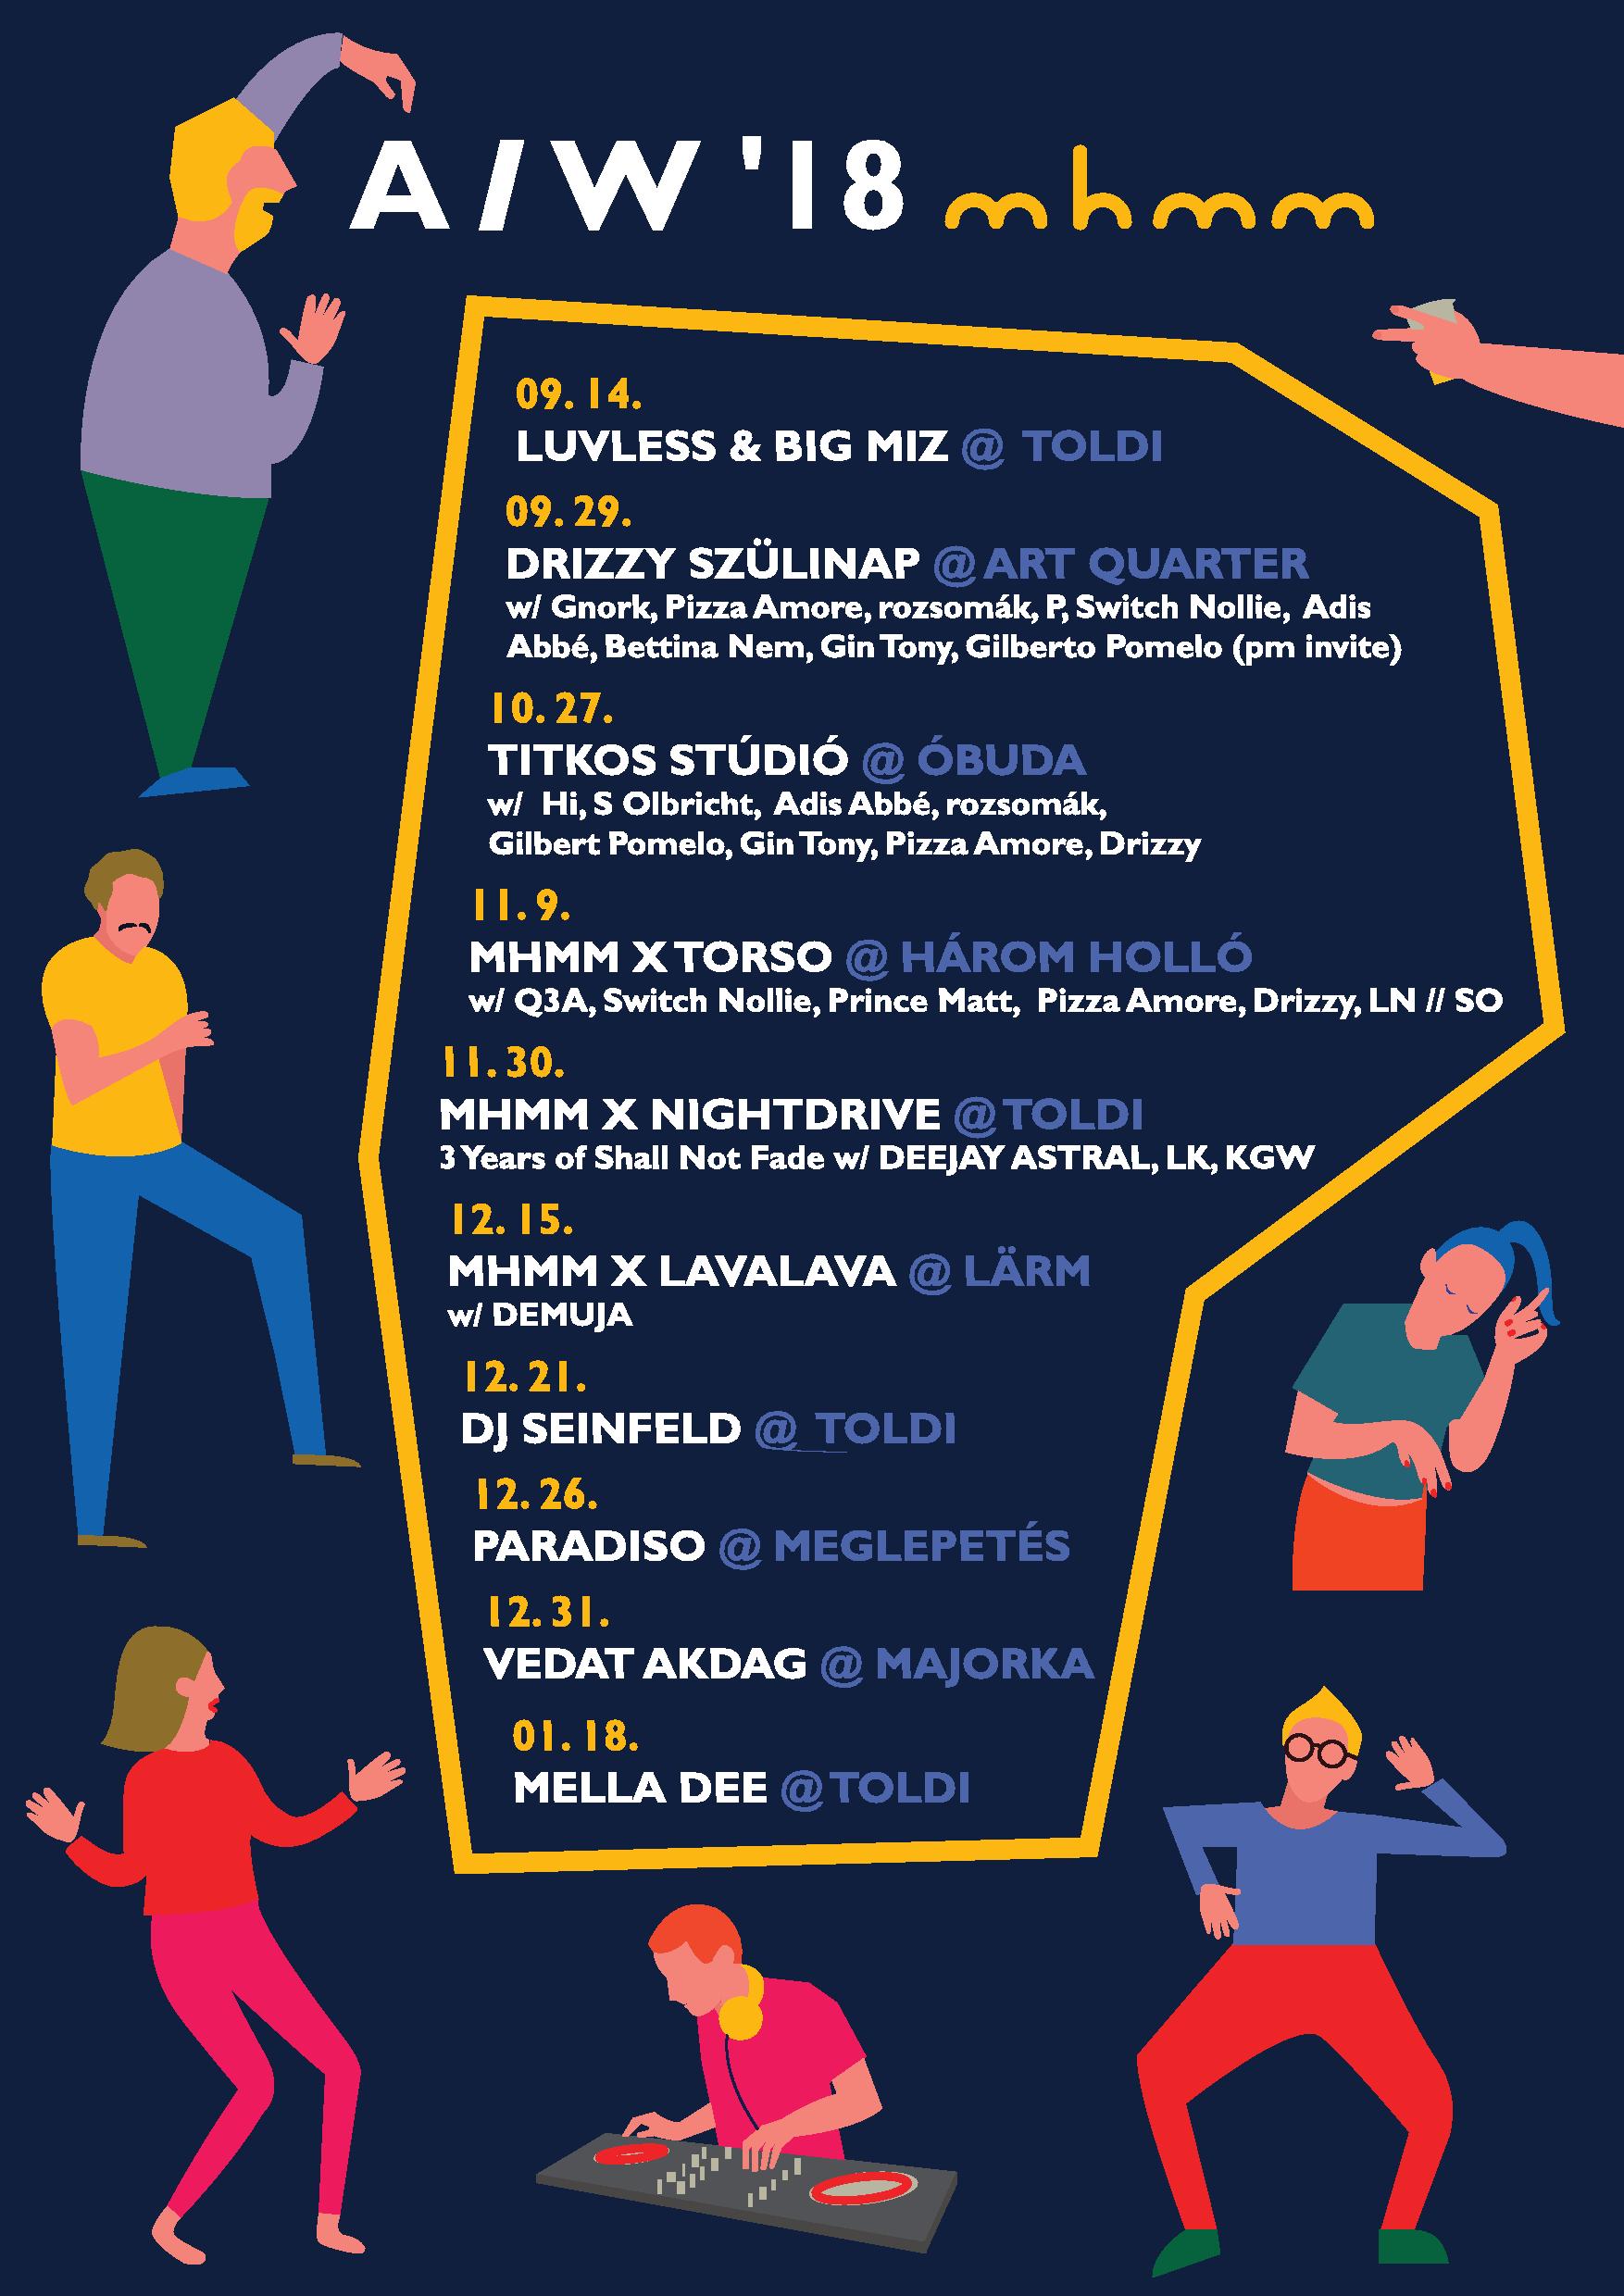 A/W '18 mhmm
09. 14.
LUVLESS & BIG MIZ @ TOLDI
09. 29.
DRIZZY SZÜLINAP @ ART QUARTER
w/ Gnork, Pizza Amore, rozsomák, P, Switch Nollie, Adis
Abbé, Bettina Nem, Gin Tony, Gilberto Pomelo (pm invite)
10. 27.
TITKOS STÚDIÓ @ ÓBUDA
w/ Hi, S Olbricht, Adis Abbé, rozsomák,
Gilbert Pomelo, Gin Tony, Pizza Amore, Drizzy
11. 9.
MHMM X TORSO @ HÁROM HOLLÓ
w/ Q3A, Switch Nollie, Prince Matt, Pizza Amore, Drizzy, LN // SO
11. 30.
MHMM X NIGHTDRIVE @ TOLDI
3 Years of Shall Not Fade w/ DEEJAY ASTRAL, LK, KGW
12. 15.
MHMM X LAVALAVA @ LÄRM
w/ DEMUJA
12. 21.
DJ SEINFELD @ TOLDI
12. 26.
PARADISO @ MEGLEPETÉS
12. 31.
VEDAT AKDAG @ MAJORKA
01. 18.
MELLA DEE @ TOLDI